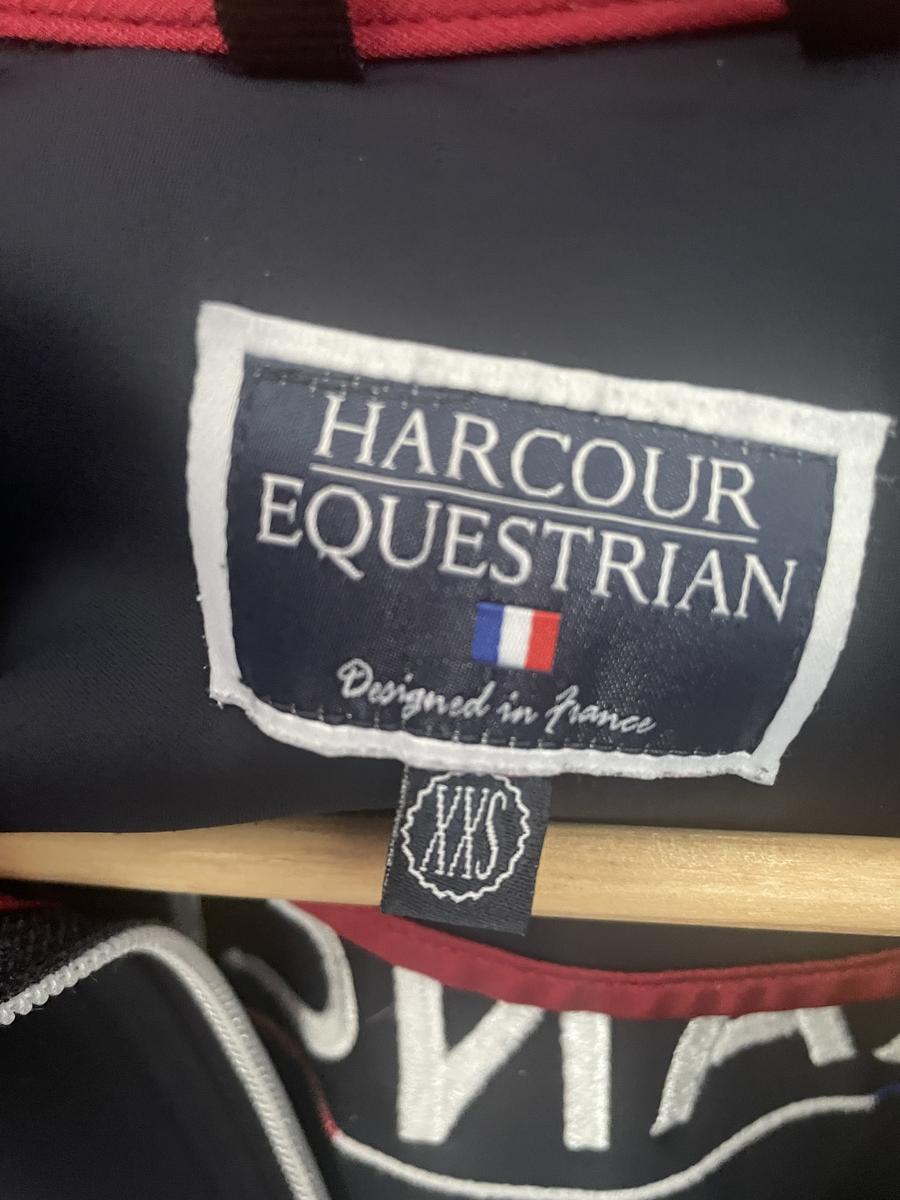 HARCOUR
EQUESTRIAN
Designed in France
XXS